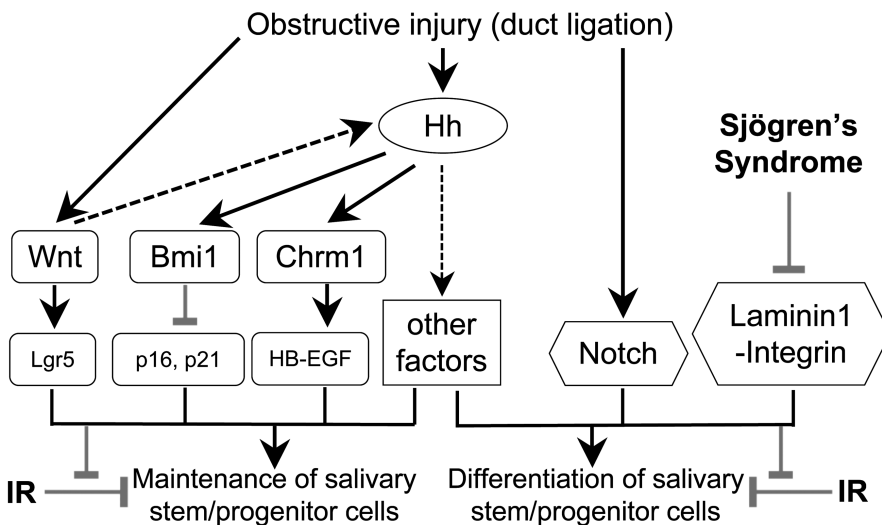 Obstructive injury (duct ligation)
Hh
Sjögren's
Syndrome
Wnt
Bmi1
Chrm1
Lgr5
p16, p21
HB-EGF
other
factors
Notch
Laminin1
-Integrin
IR
Maintenance of salivary
stem/progenitor cells
Differentiation of salivary
stem/progenitor cells
IR